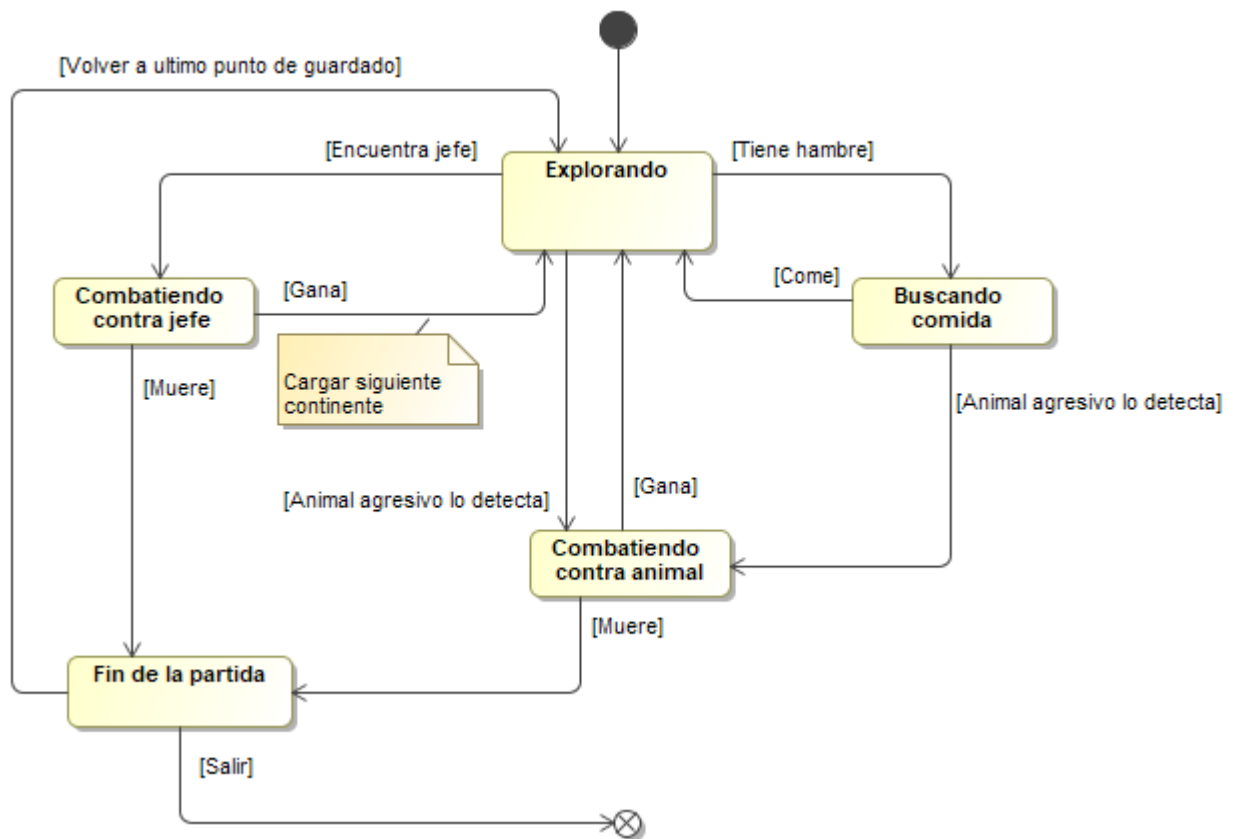 [Volver a ultimo punto de guardado]
[Encuentra jefe]
[Tiene hambre]
Explorando
[Gana]
[Come]
Combatiendo
contra jefe
Buscando
comida
[Muere]
Cargar siguiente
continente
[Animal agresivo lo detecta]
[Animal agresivo lo detecta]
[Gana]
Combatiendo
contra animal
[Muere]
Fin de la partida
[Salir]